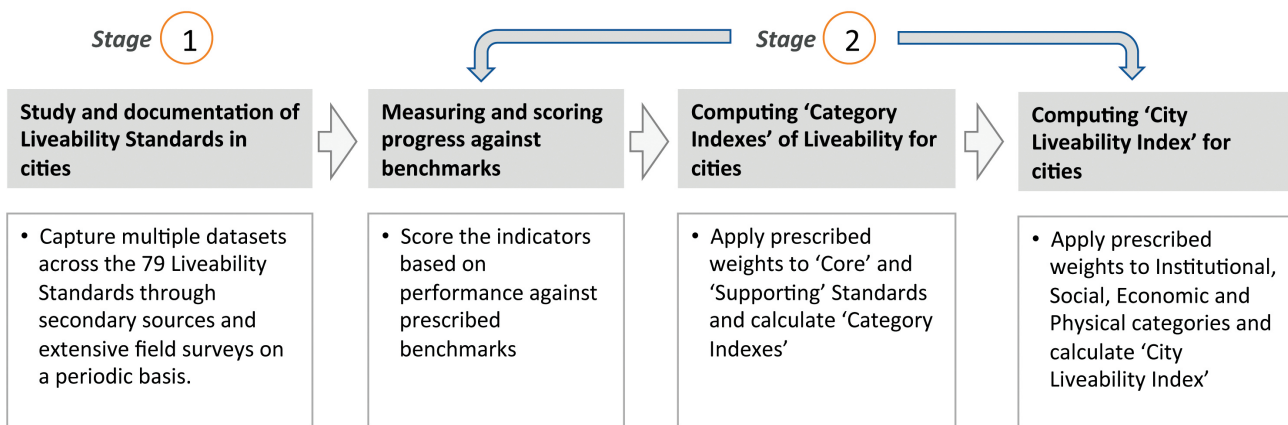 Stage 1
Stage 2
Study and documentation of
Liveability Standards in
cities
Measuring and scoring
progress against
benchmarks
Computing ‘Category
Indexes’ of Liveability for
cities
Computing ‘City
Liveability Index’ for
cities
• Capture multiple datasets
across the 79 Liveability
Standards through
secondary sources and
extensive field surveys on
a periodic basis.
• Score the indicators
based on
performance against
prescribed
benchmarks
• Apply prescribed
weights to ‘Core’ and
‘Supporting’ Standards
and calculate ‘Category
Indexes’
• Apply prescribed
weights to Institutional,
Social, Economic and
Physical categories and
calculate ‘City
Liveability Index’